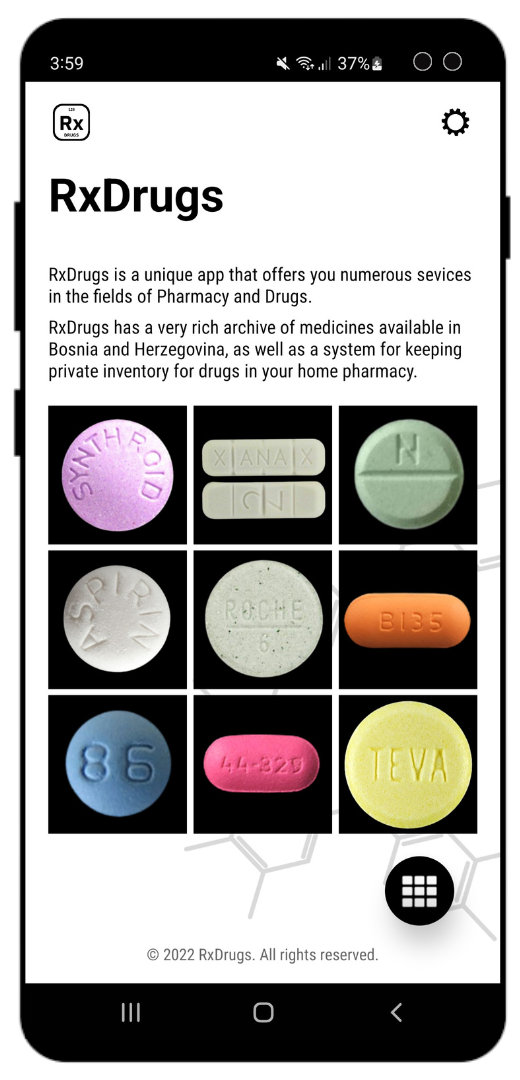 3:59 37%
123
Rx
DRUGS
RxDrugs
RxDrugs is a unique app that offers you numerous sevices
in the fields of Pharmacy and Drugs.
RxDrugs has a very rich archive of medicines available in
Bosnia and Herzegovina, as well as a system for keeping
private inventory for drugs in your home pharmacy.
SYNTHROID
X ANA X
2
N
ASPIRIN
ROCHE
6
BI35
86
44-329
TEVA
© 2022 RxDrugs. All rights reserved.